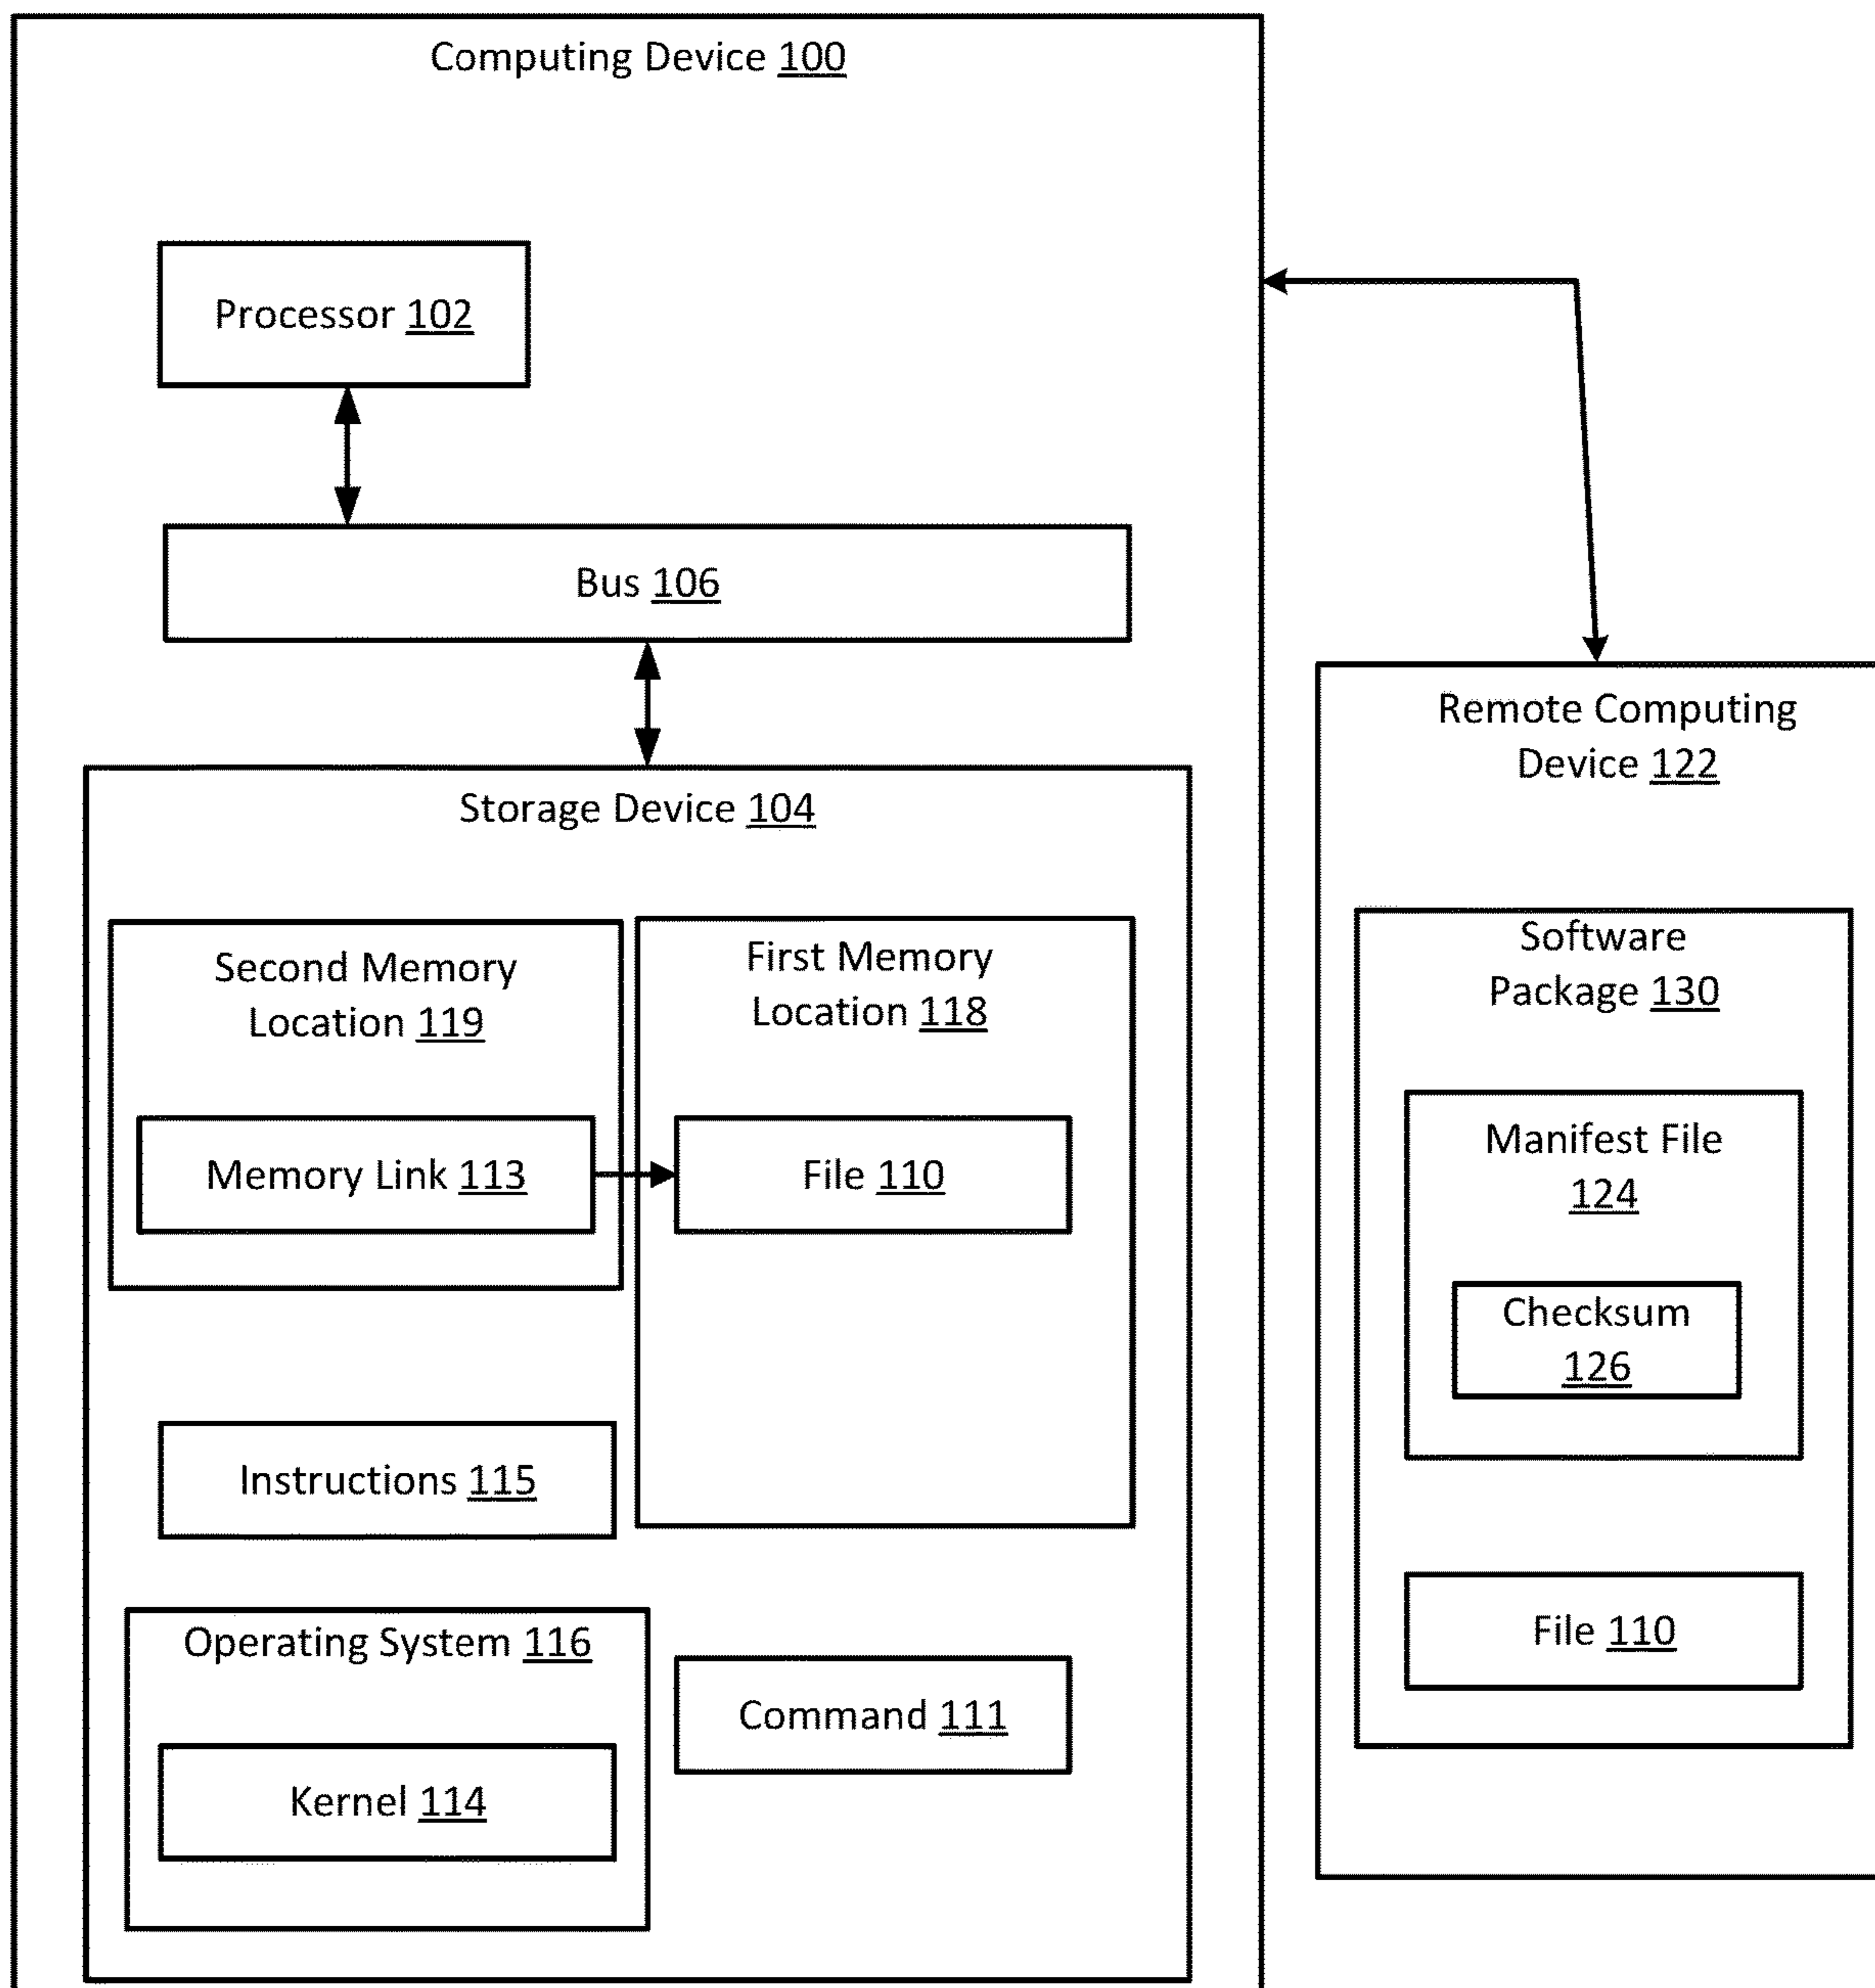 Computing Device 100
Processor 102
Bus 106
Storage Device 104
Second Memory
Location 119
Memory Link 113
First Memory
Location 118
File 110
Instructions 115
Operating System 116
Kernel 114
Command 111
Remote Computing
Device 122
Software
Package 130
Manifest File
124
Checksum
126
File 110